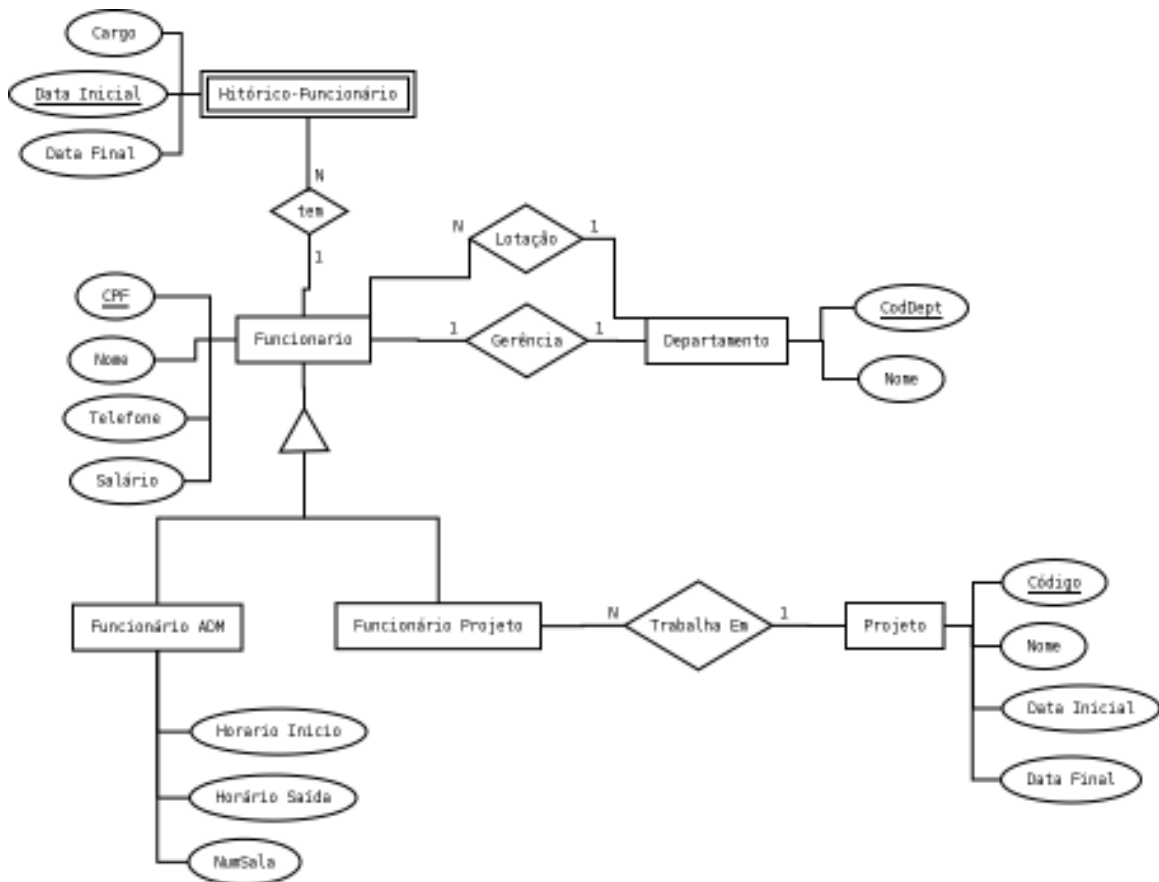 Cargo
Data Inicial
Hitórico-Funcionário
Data Final
N
tem
1
N
Lotação
1
CPF
Nome
Telefone
Salário
Funcionario
1
Gerência
1
Departamento
CodDept
Nome
Funcionário ADM
Funcionário Projeto
N
Trabalha Em
1
Projeto
Código
Nome
Data Inicial
Data Final
Horario Inicio
Horário Saída
NumSala